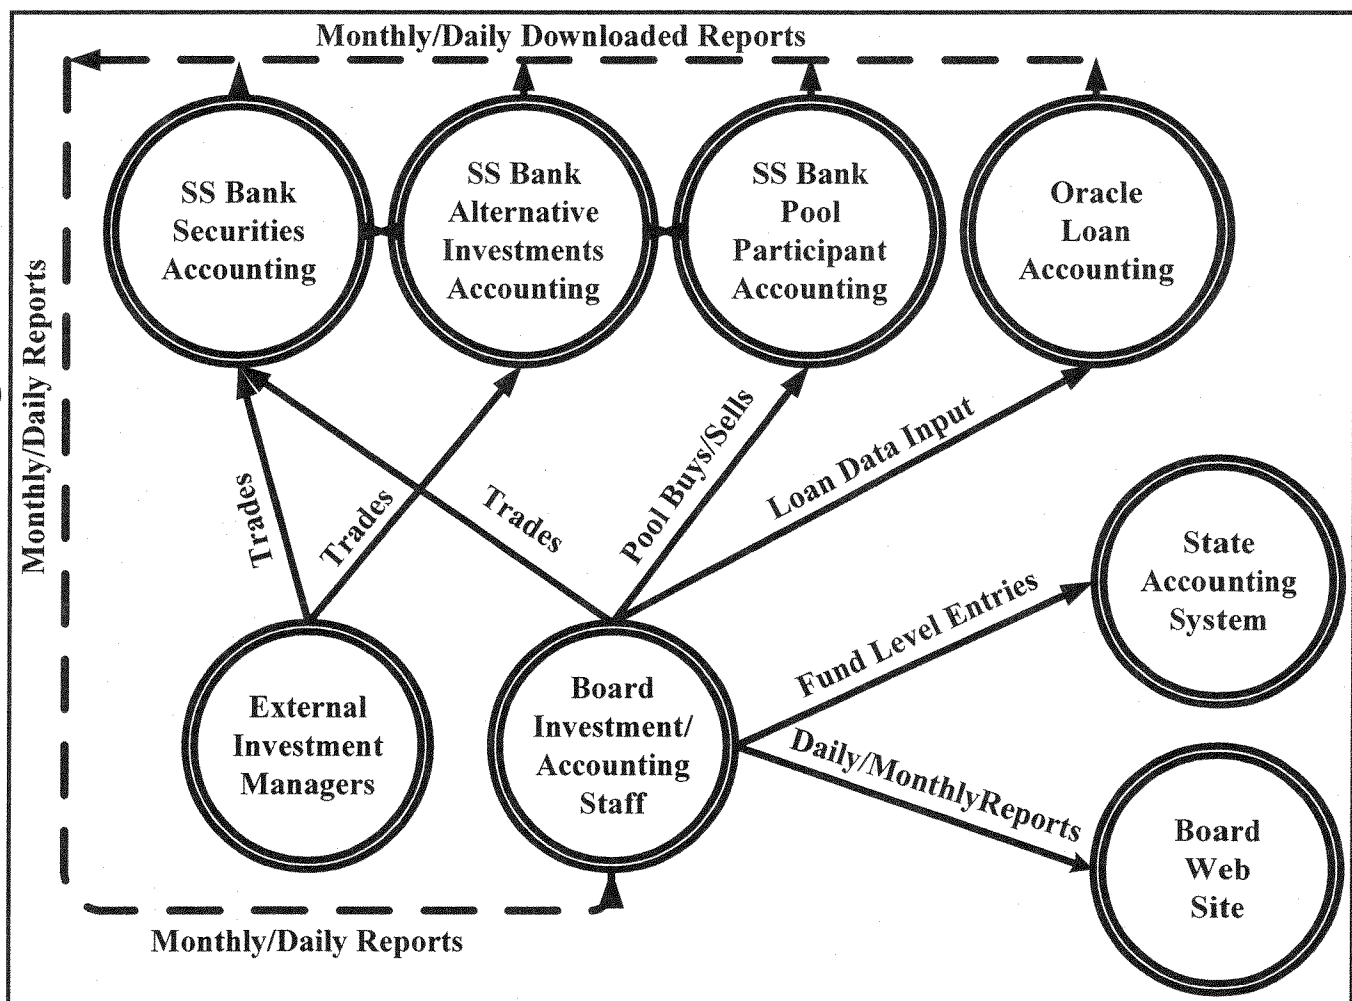 Monthly/Daily Downloaded Reports
SS Bank
Securities
Accounting
SS Bank
Alternative
Investments
Accounting
SS Bank
Pool
Participant
Accounting
Oracle
Loan
Accounting
Monthly/Daily Reports
Trades
Trades
Trades
Pool Buys/Sells
Loan Data Input
State
Accounting
System
Fund Level Entries
External
Investment
Managers
Board
Investment/
Accounting
Staff
Daily/MonthlyReports
Board
Web
Site
Monthly/Daily Reports